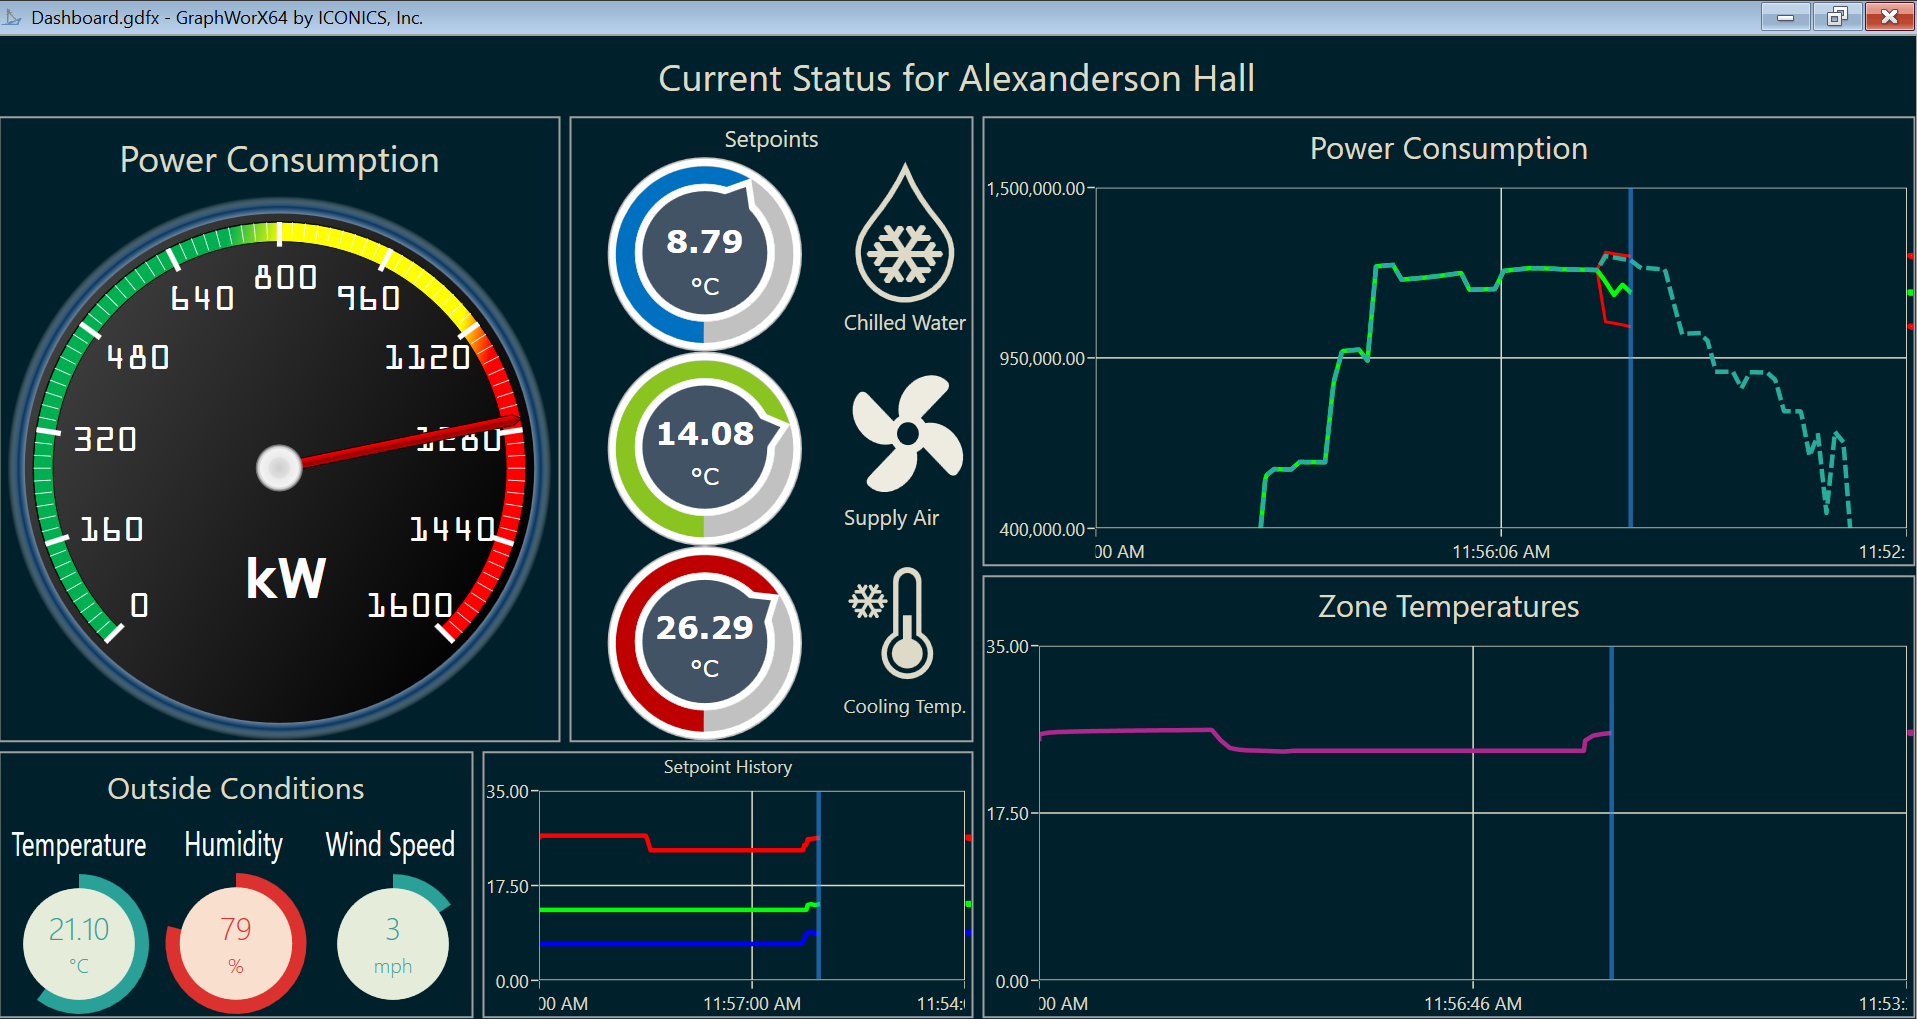 Dashboard.gdfx - GraphWorX64 by ICONICS, Inc.
Current Status for Alexanderson Hall
Power Consumption
0
160
320
480
640
800
960
1120
1280
1440
1600
kW
Setpoints
8.79
°C
Chilled Water
14.08
°C
Supply Air
26.29
°C
Cooling Temp.
Power Consumption
1,500,000.00
950,000.00
400,000.00
00 AM
11:56:06 AM
11:52:
Zone Temperatures
35.00
17.50
0.00
00 AM
11:56:46 AM
11:53:
Outside Conditions
Temperature
21.10
°C
Humidity
79
%
Wind Speed
3
mph
Setpoint History
35.00
17.50
0.00
00 AM
11:57:00 AM
11:54: